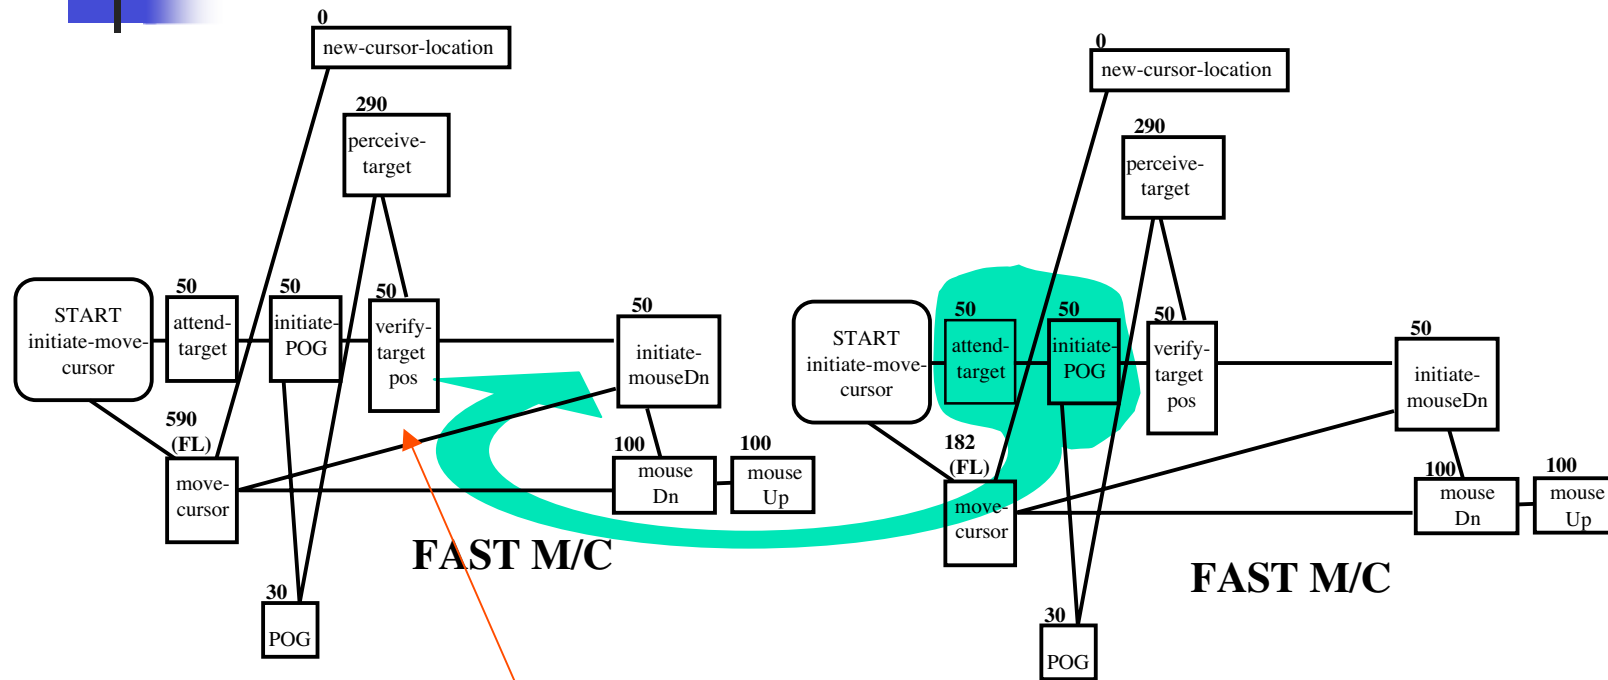 0
new-cursor-location
290
perceive-
target
50
50
50
50
START
initiate-move-
cursor
attend-
target
initiate-
POG
verify-
target
pos
initiate-
mouseDn
590
(FL)
move-
cursor
100
100
mouse
Dn
mouse
Up
FAST M/C
30
POG
0
new-cursor-location
290
perceive-
target
50
50
50
50
START
initiate-move-
cursor
attend-
target
initiate-
POG
verify-
target
pos
initiate-
mouseDn
182
(FL)
move-
cursor
100
100
mouse
Dn
mouse
Up
FAST M/C
30
POG